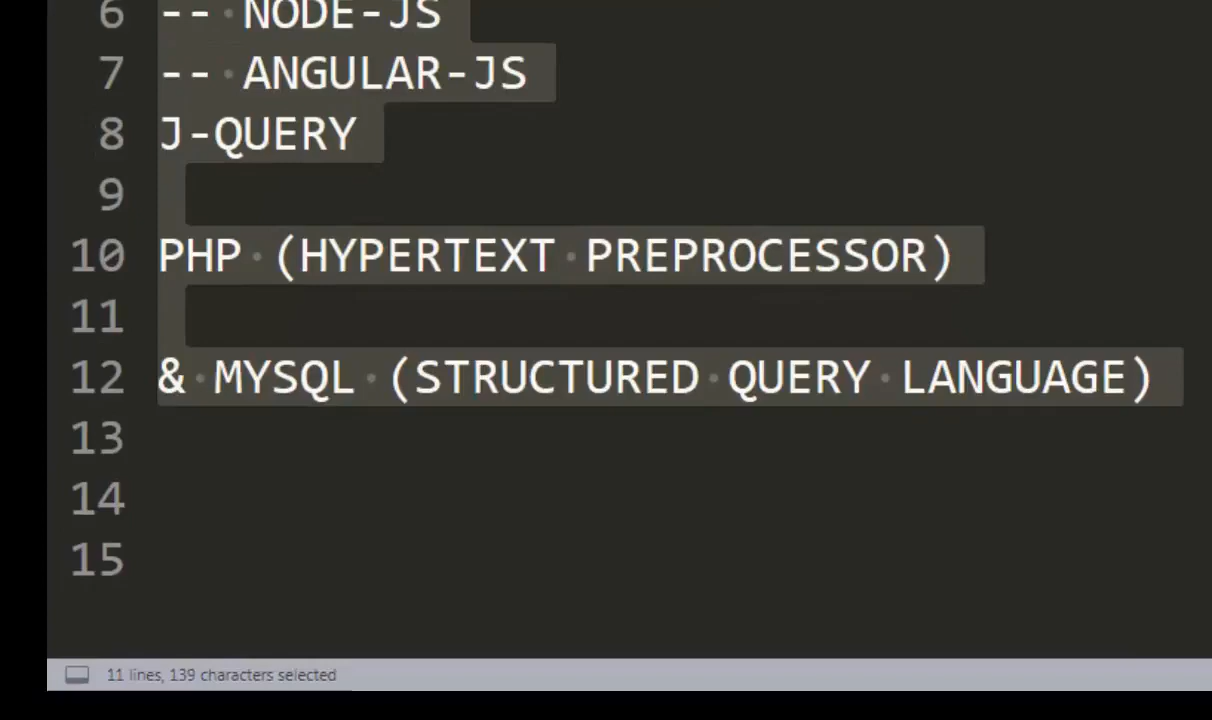 6 -- NODE-JS
7 -- ANGULAR-JS
8 J-QUERY
9
10 PHP (HYPERTEXT PREPROCESSOR)
11
12 & MYSQL (STRUCTURED QUERY LANGUAGE)
13
14
15
11 lines, 139 characters selected